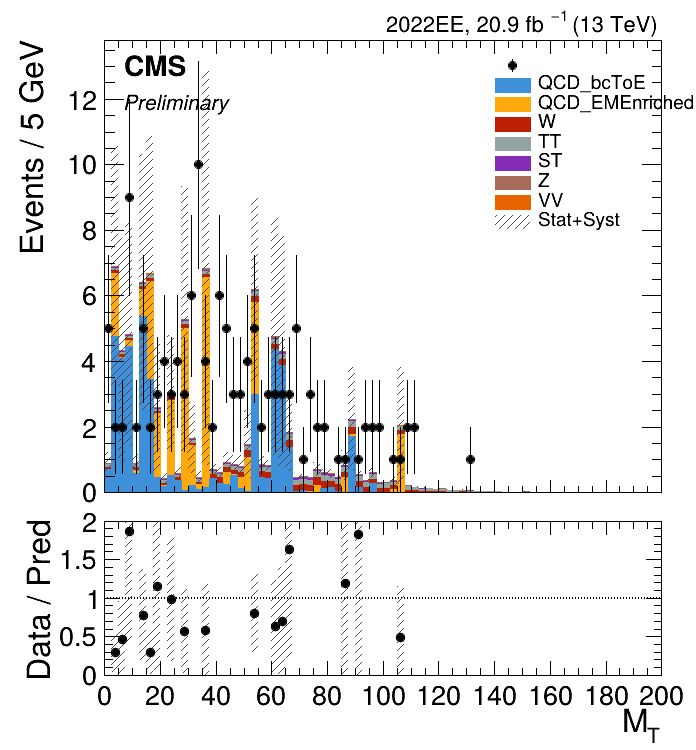 2022EE, 20.9 fb⁻¹ (13 TeV)
Events / 5 GeV
CMS
Preliminary
QCD_bcToE
QCD_EMEnriched
W
TT
ST
Z
VV
Stat+Syst
12
10
8
6
4
2
0
Data / Pred
2
1.5
1
0.5
0
0 20 40 60 80 100 120 140 160 180 200
M_T